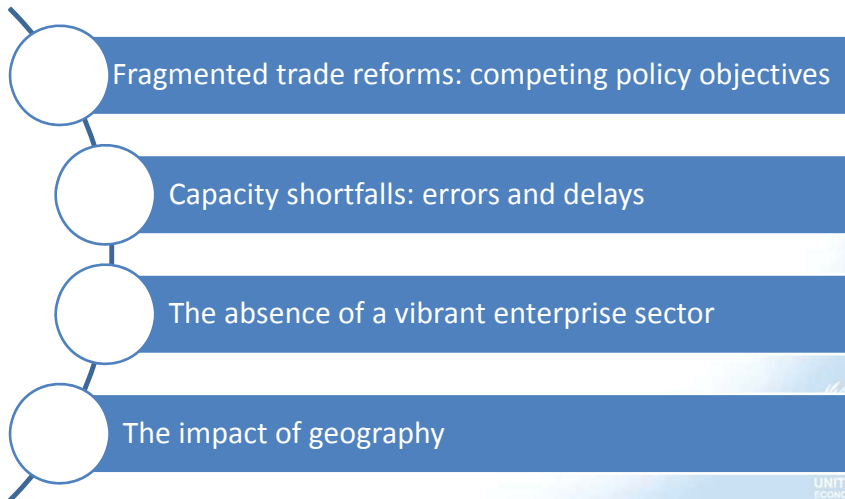 Fragmented trade reforms: competing policy objectives
Capacity shortfalls: errors and delays
The absence of a vibrant enterprise sector
The impact of geography